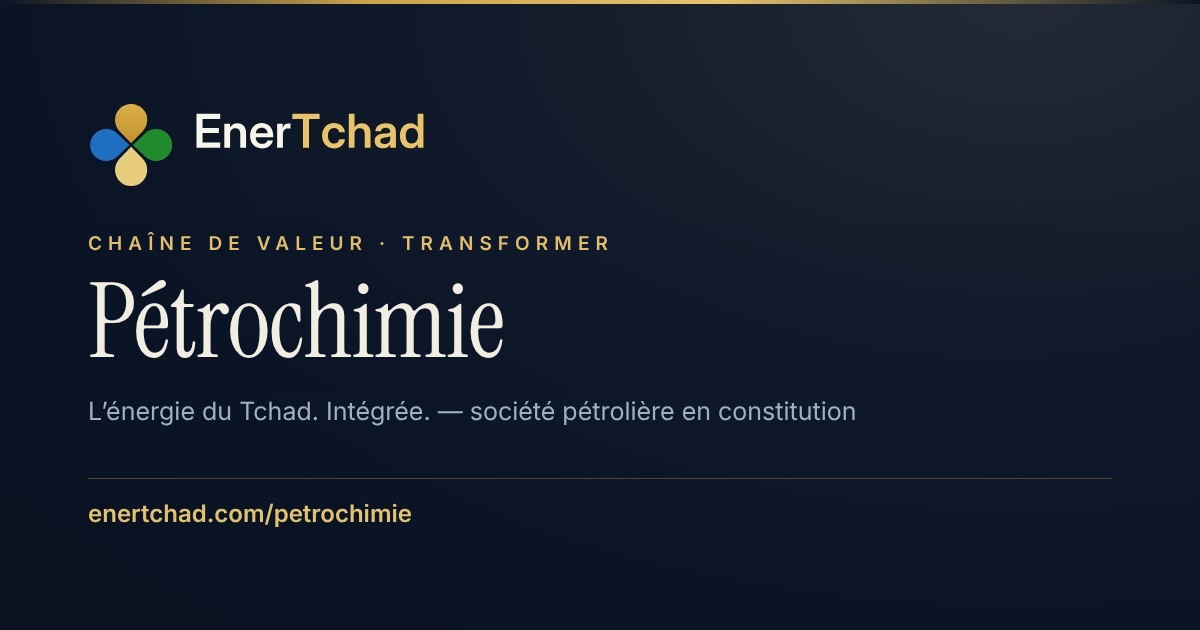 EnerTchad
CHAÎNE DE VALEUR · TRANSFORMER
Pétrochimie
L’énergie du Tchad. Intégrée. — société pétrolière en constitution
enertchad.com/petrochimie